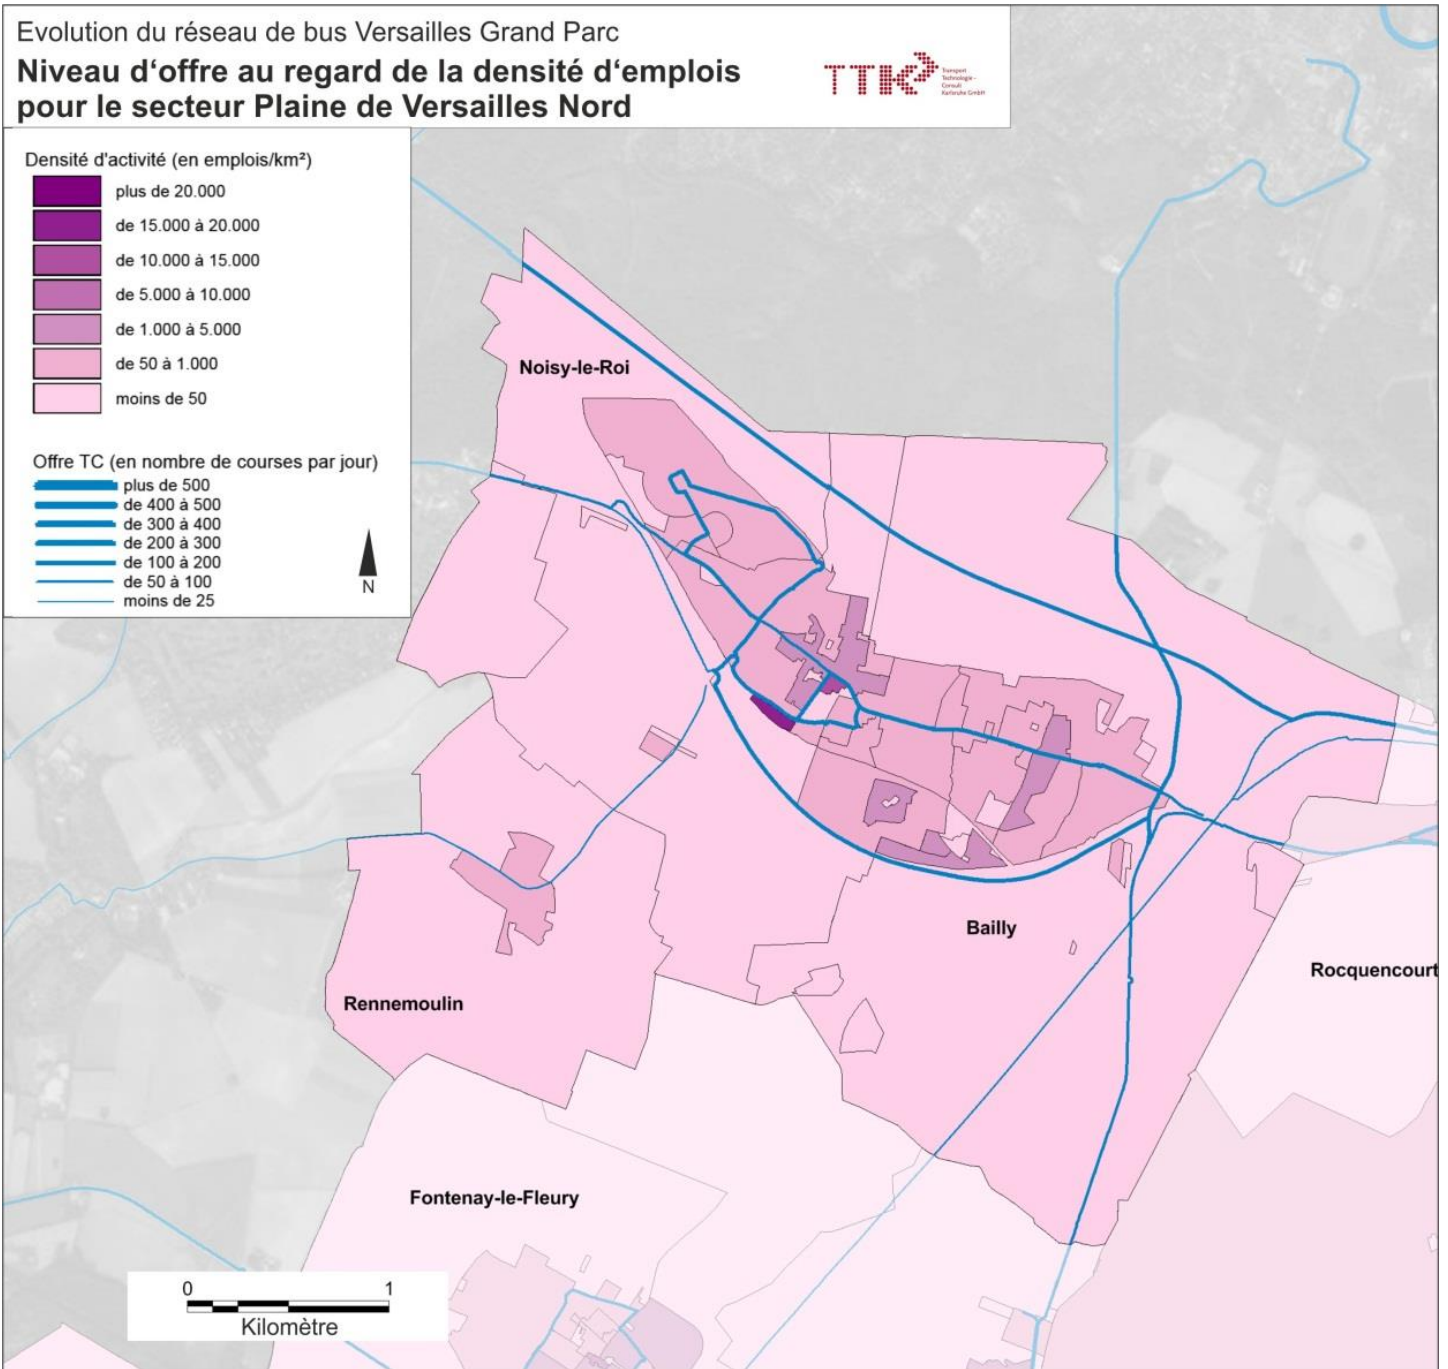 Evolution du réseau de bus Versailles Grand Parc
Niveau d‘offre au regard de la densité d‘emplois
pour le secteur Plaine de Versailles Nord
TTK
Transport
Technologie -
Consult
Karlsruhe GmbH
Densité d'activité (en emplois/km²)
plus de 20.000
de 15.000 à 20.000
de 10.000 à 15.000
de 5.000 à 10.000
de 1.000 à 5.000
de 50 à 1.000
moins de 50
Offre TC (en nombre de courses par jour)
plus de 500
de 400 à 500
de 300 à 400
de 200 à 300
de 100 à 200
de 50 à 100
moins de 25
N
Noisy-le-Roi
Bailly
Rocquencourt
Rennemoulin
Fontenay-le-Fleury
0 1
Kilomètre